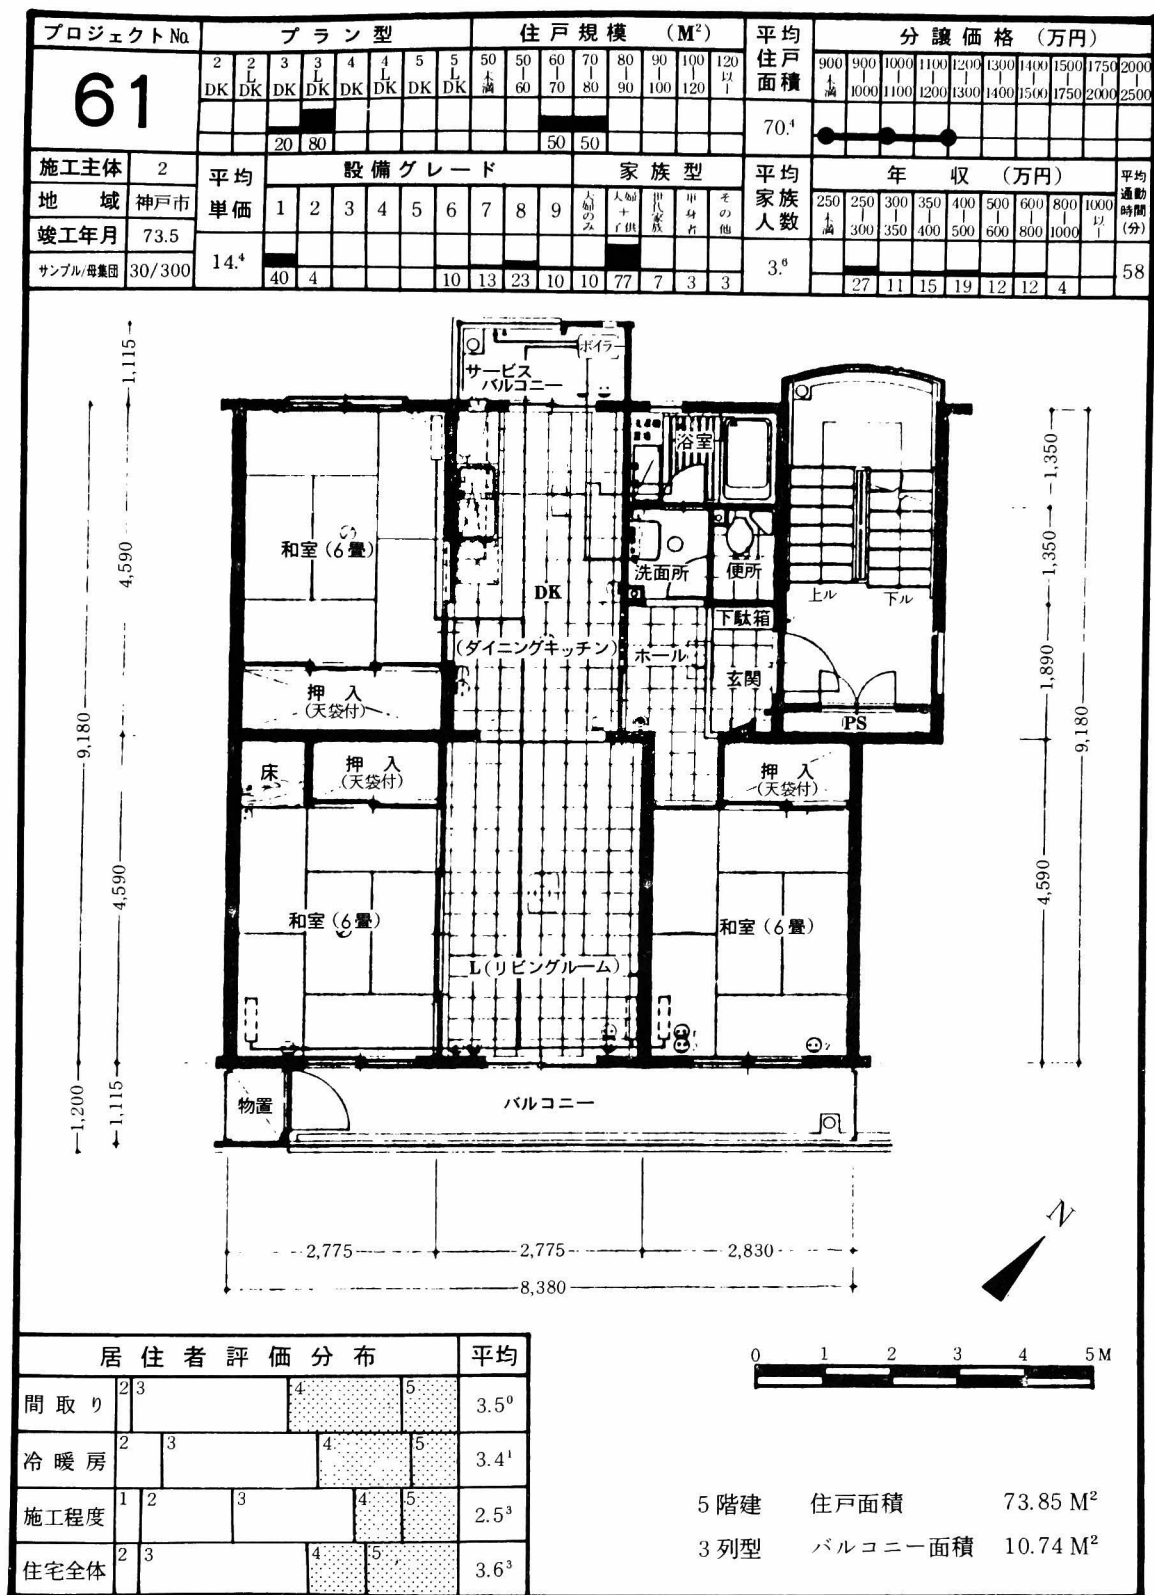 プロジェクトNo.
61
プラン型
2DK 2LDK 3DK 3LDK 4DK 4LDK 5DK 5LDK
20 80
住戸規模 (M²)
50未満 50-60 60-70 70-80 80-90 90-100 100-120 120以上
50 50
平均住戸面積
70.⁴
分譲価格 (万円)
900未満 900-1000 1000-1100 1100-1200 1200-1300 1300-1400 1400-1500 1500-1750 1750-2000 2000-2500
施工主体 2
地域 神戸市
竣工年月 73.5
サンプル/母集団 30/300
平均単価
14.⁴
設備グレード
1 2 3 4 5 6 7 8 9
40 4 10 13 23 10
家族型
夫婦のみ 夫婦+子供 世代家族 単身者 その他
10 77 7 3 3
平均家族人数
3.⁶
年収 (万円)
250未満 250-300 300-350 350-400 400-500 500-600 600-800 800-1000 1000以上
27 11 15 19 12 12 4
平均通勤時間(分)
58
サービスバルコニー
ボイラー
浴室
和室(6畳)
洗面所
便所
上ル
下ル
DK
(ダイニングキッチン)
下駄箱
ホール
玄関
押入
(天袋付)
PS
床
押入
(天袋付)
押入
(天袋付)
和室(6畳)
和室(6畳)
L(リビングルーム)
物置
バルコニー
1,115
4,590
9,180
4,590
1,200
1,115
1,350
1,350
1,890
9,180
4,590
2,775 2,775 2,830
8,380
N
0 1 2 3 4 5M
居住者評価分布 平均
間取り 2 3 4 5 3.5⁰
冷暖房 2 3 4 5 3.4¹
施工程度 1 2 3 4 5 2.5³
住宅全体 2 3 4 5 3.6³
5階建 住戸面積 73.85 M²
3列型 バルコニー面積 10.74 M²